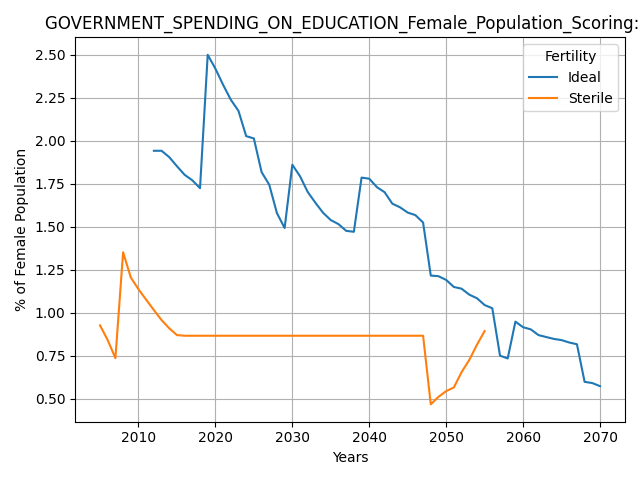 GOVERNMENT_SPENDING_ON_EDUCATION_Female_Population_Scoring:
Fertility
Ideal
Sterile
% of Female Population
2.50
2.25
2.00
1.75
1.50
1.25
1.00
0.75
0.50
2010 2020 2030 2040 2050 2060 2070
Years